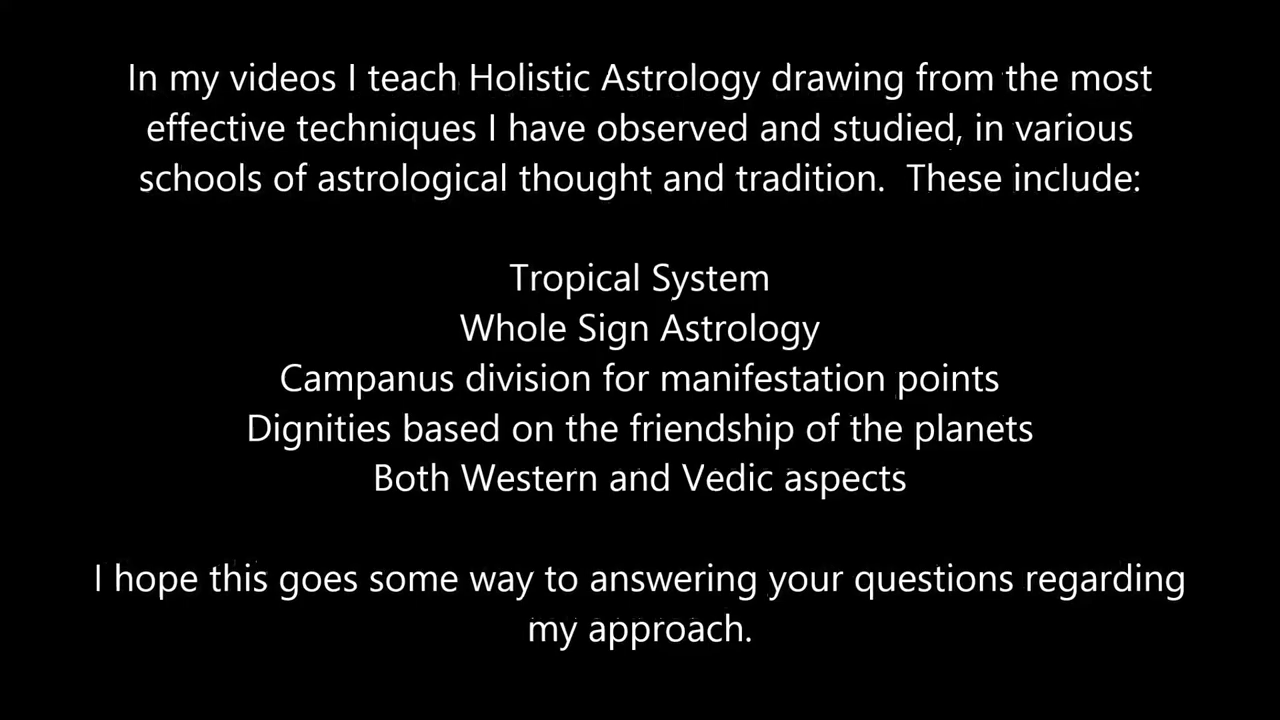 In my videos I teach Holistic Astrology drawing from the most
effective techniques I have observed and studied, in various
schools of astrological thought and tradition.  These include:
Tropical System
Whole Sign Astrology
Campanus division for manifestation points
Dignities based on the friendship of the planets
Both Western and Vedic aspects
I hope this goes some way to answering your questions regarding
my approach.